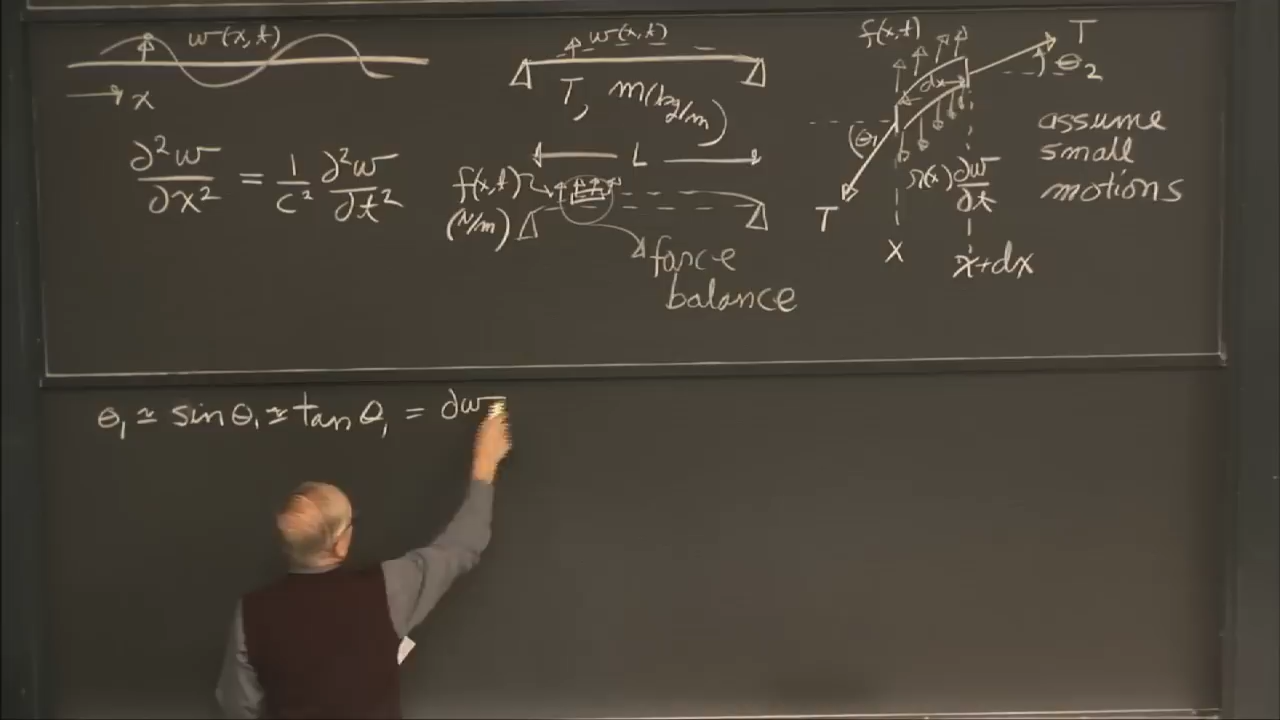 w(x,t)
x
∂²w/∂x² = 1/c² ∂²w/∂t²
w(x,t)
T, m(kg/m)
L
f(x,t)
(N/m)
force
balance
f(x,t)
T
θ₂
dx
θ₁
T
r(x) ∂w/∂t
x
x+dx
assume
small
motions
θ₁ ≃ sin θ₁ ≃ tan θ₁ = ∂w